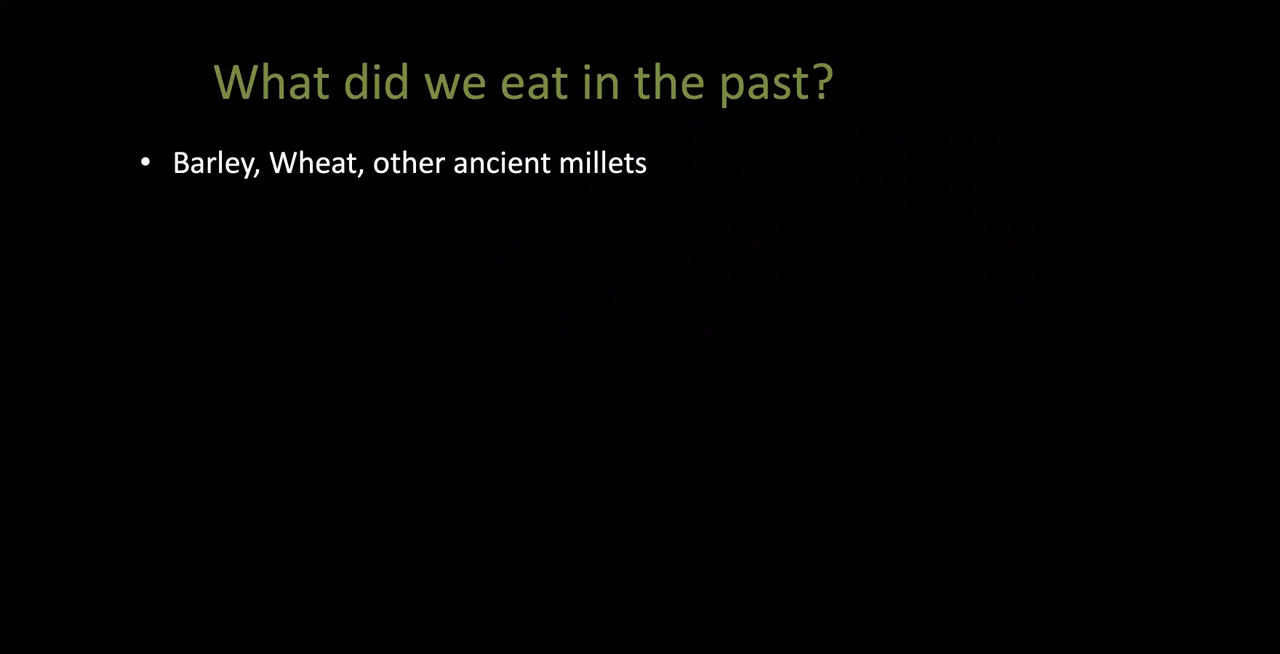 What did we eat in the past?
• Barley, Wheat, other ancient millets